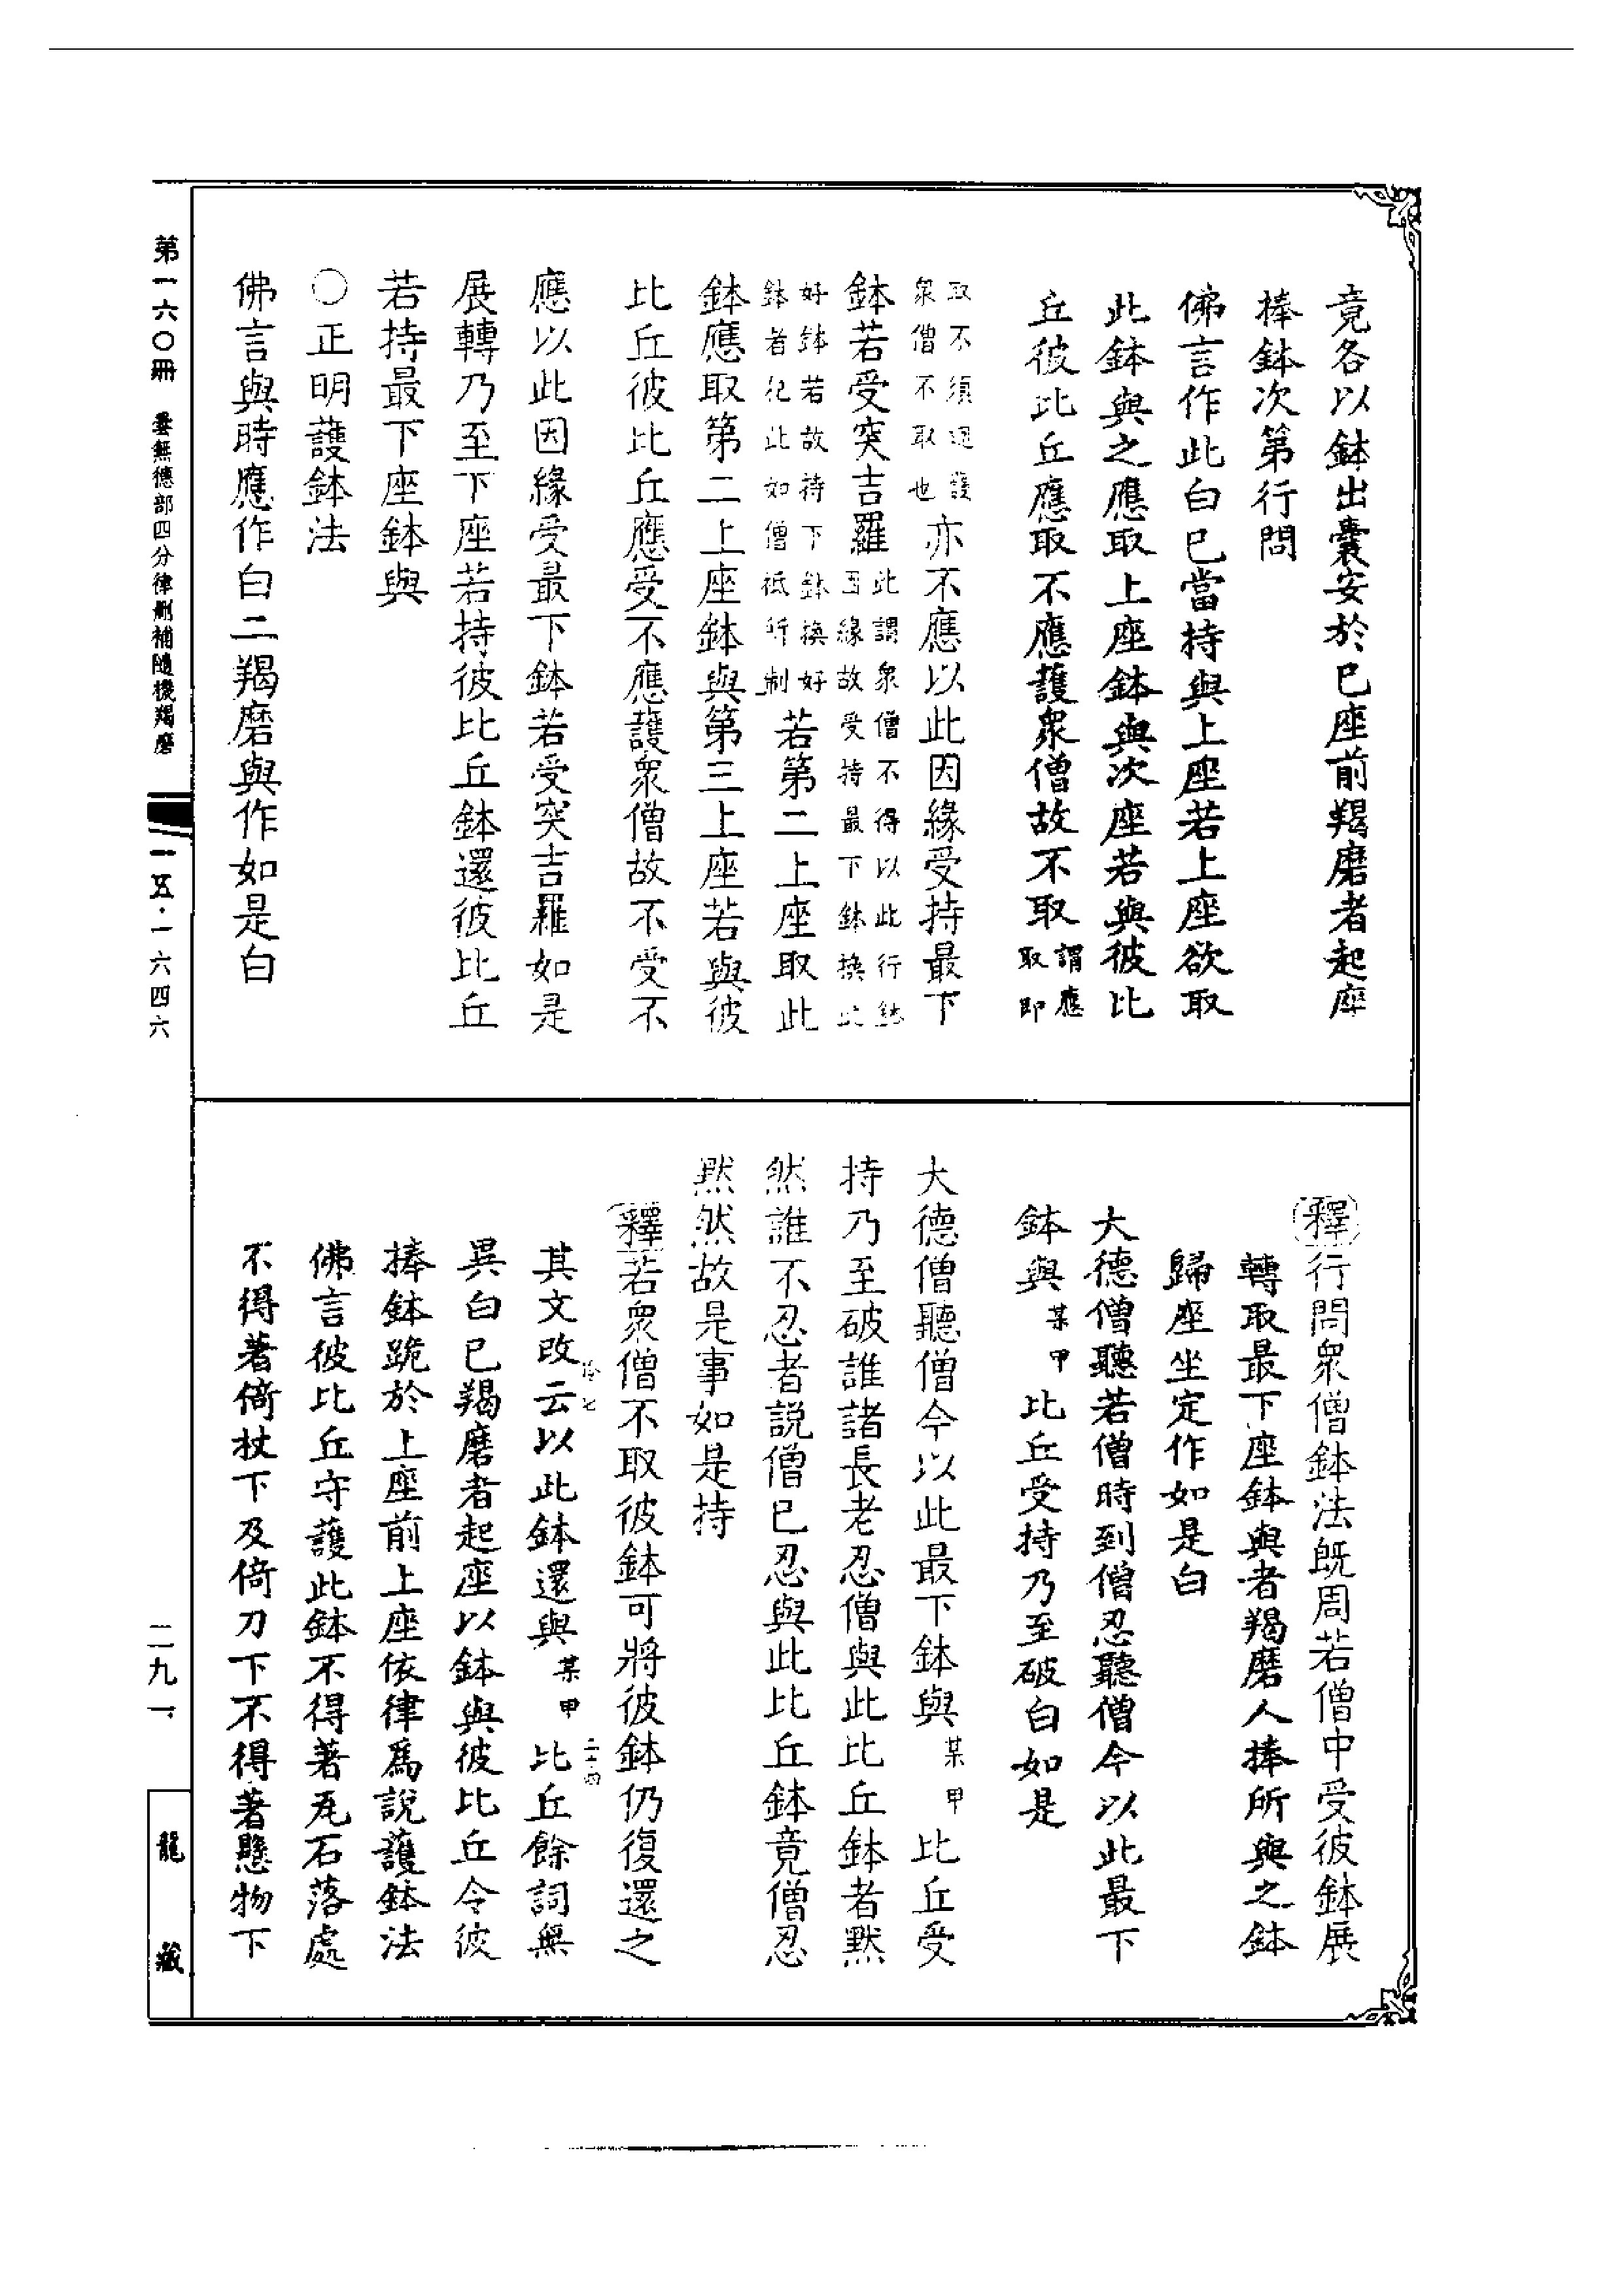 竟各以鉢出囊安於已座前羯磨者起座
捧鉢次第行問
佛言作此白已當持與上座若上座欲取
此鉢與之應取上座鉢與次座若與彼比
丘彼比丘應取不應護眾僧故不取謂應取即
取不須迴護眾僧不取也亦不應以此因緣受持最下
鉢若受突吉羅此謂眾僧不得以此行鉢因緣故受持最下鉢換此
好鉢若故持下鉢換好鉢者犯此如僧祇所制若第二上座取此
鉢應取第二上座鉢與第三上座若與彼
比丘彼比丘應受不應護眾僧故不受不
應以此因緣受最下鉢若受突吉羅如是
展轉乃至下座若持彼比丘鉢還彼比丘
若持最下座鉢與
○正明護鉢法
佛言與時應作白二羯磨與作如是白
釋行問眾僧鉢法既周若僧中受彼鉢展
轉取最下座鉢與者羯磨人捧所與之鉢
歸座坐定作如是白
大德僧聽若僧時到僧忍聽僧今以此最下
鉢與某甲比丘受持乃至破白如是
大德僧聽僧今以此最下鉢與某甲比丘受
持乃至破誰諸長老忍僧與此比丘鉢者默
然誰不忍者說僧已忍與此比丘鉢竟僧忍
默然故是事如是持
釋若眾僧不取彼鉢可將彼鉢仍復還之
其文改云以此鉢還與某甲比丘餘詞無
異白已羯磨者起座以鉢與彼比丘令彼
捧鉢跪於上座前上座依律為說護鉢法
佛言彼比丘守護此鉢不得著瓦石落處
不得著倚杖下及倚刀下不得著懸物下
第一六〇冊 曇無德部四分律刪補隨機羯磨
一五·一六四六
二九一
龍藏